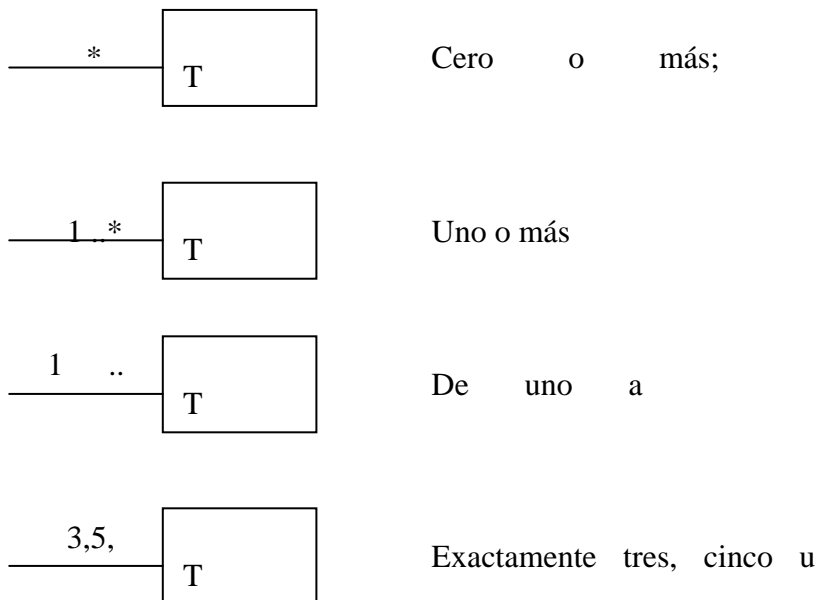 * T Cero o más;
1 ..* T Uno o más
1 .. T De uno a
3,5, T Exactamente tres, cinco u